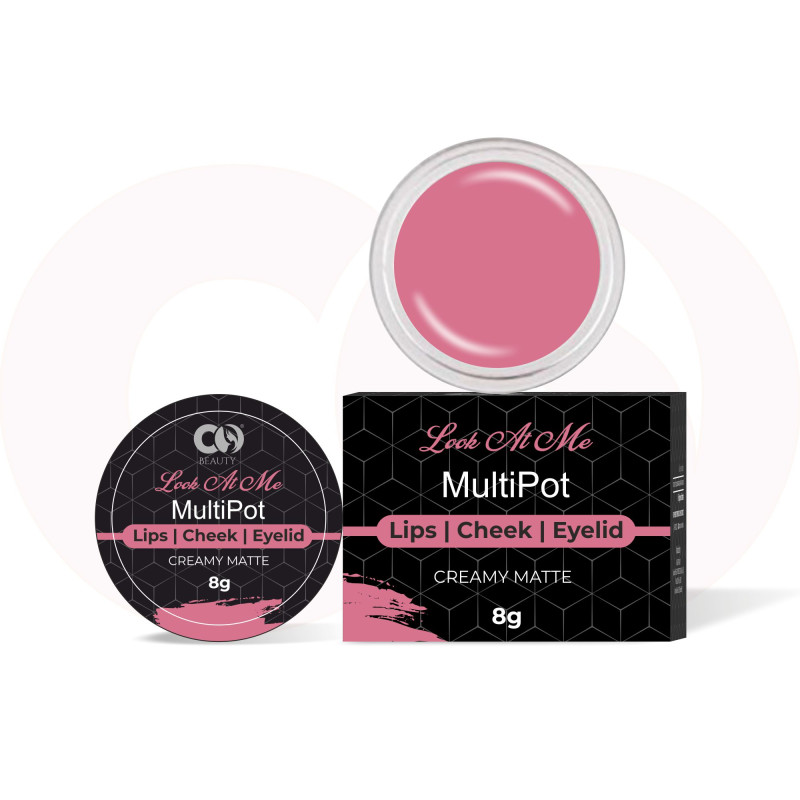 CO®
BEAUTY
Look At Me
MultiPot
Lips | Cheek | Eyelid
CREAMY MATTE
8g
Look At Me
MultiPot
Lips | Cheek | Eyelid
CREAMY MATTE
8g